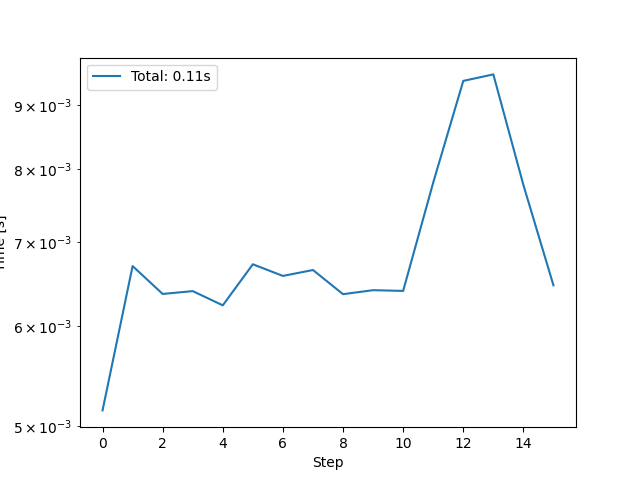 Total: 0.11s
9 × 10⁻³
8 × 10⁻³
7 × 10⁻³
6 × 10⁻³
5 × 10⁻³
Time [s]
0 2 4 6 8 10 12 14
Step